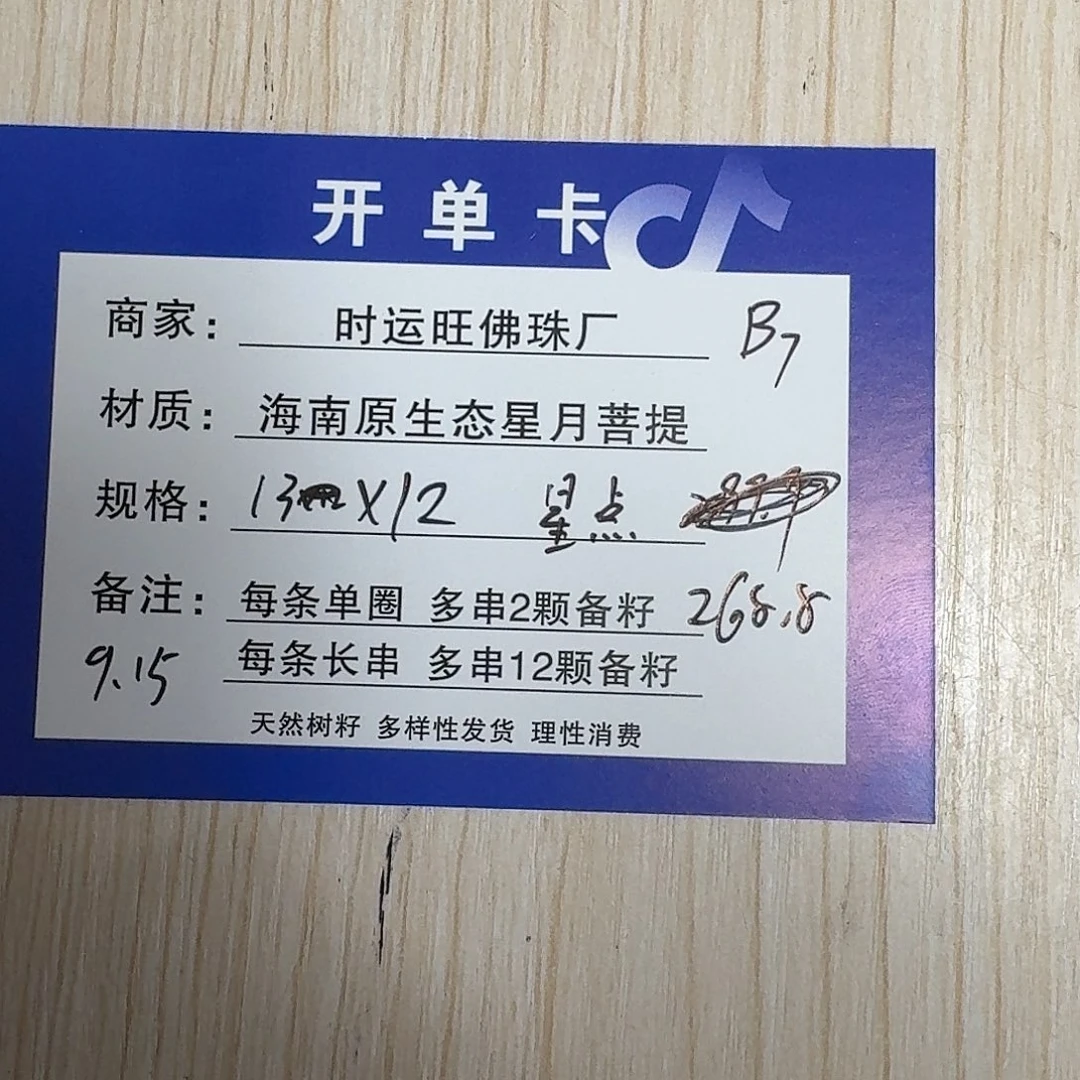 开单卡
商家: 时运旺佛珠厂 B7
材质: 海南原生态星月菩提
规格: 13 X12 星点
备注: 每条单圈 多串2颗备籽 268.8
9.15 每条长串 多串12颗备籽
天然树籽 多样性发货 理性消费